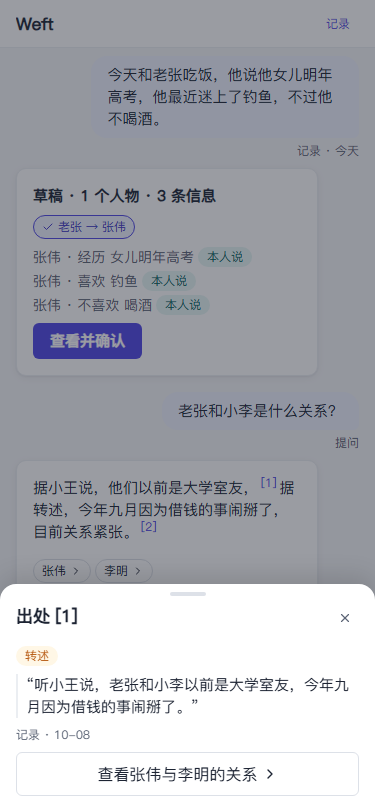 Weft 记录
今天和老张吃饭，他说他女儿明年
高考，他最近迷上了钓鱼，不过他
不喝酒。
记录 · 今天
草稿 · 1 个人物 · 3 条信息
老张 → 张伟
张伟 · 经历 女儿明年高考 本人说
张伟 · 喜欢 钓鱼 本人说
张伟 · 不喜欢 喝酒 本人说
查看并确认
老张和小李是什么关系？
提问
据小王说，他们以前是大学室友，[1] 据
转述，今年九月因为借钱的事闹掰了，
目前关系紧张。[2]
张伟 李明
出处 [1]
转述
“听小王说，老张和小李以前是大学室友，今年九
月因为借钱的事闹掰了。”
记录 · 10-08
查看张伟与李明的关系